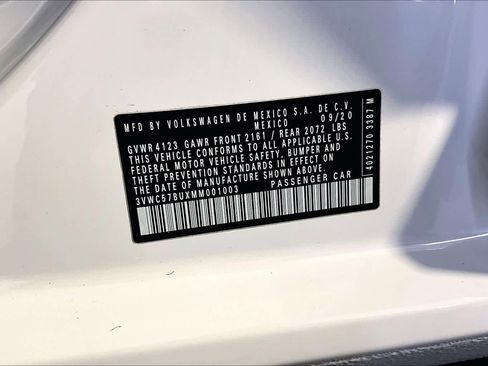 MFD BY VOLKSWAGEN DE MEXICO S.A. DE C.V.
MEXICO 09/20
GVWR 4123 GAWR FRONT 2161 / REAR 2072 LBS
THIS VEHICLE CONFORMS TO ALL APPLICABLE U.S.
FEDERAL MOTOR VEHICLE SAFETY, BUMPER AND
THEFT PREVENTION STANDARDS IN EFFECT ON
THE DATE OF MANUFACTURE SHOWN ABOVE.
3VWC57BUXMM001003 PASSENGER CAR
4021270 3387 M